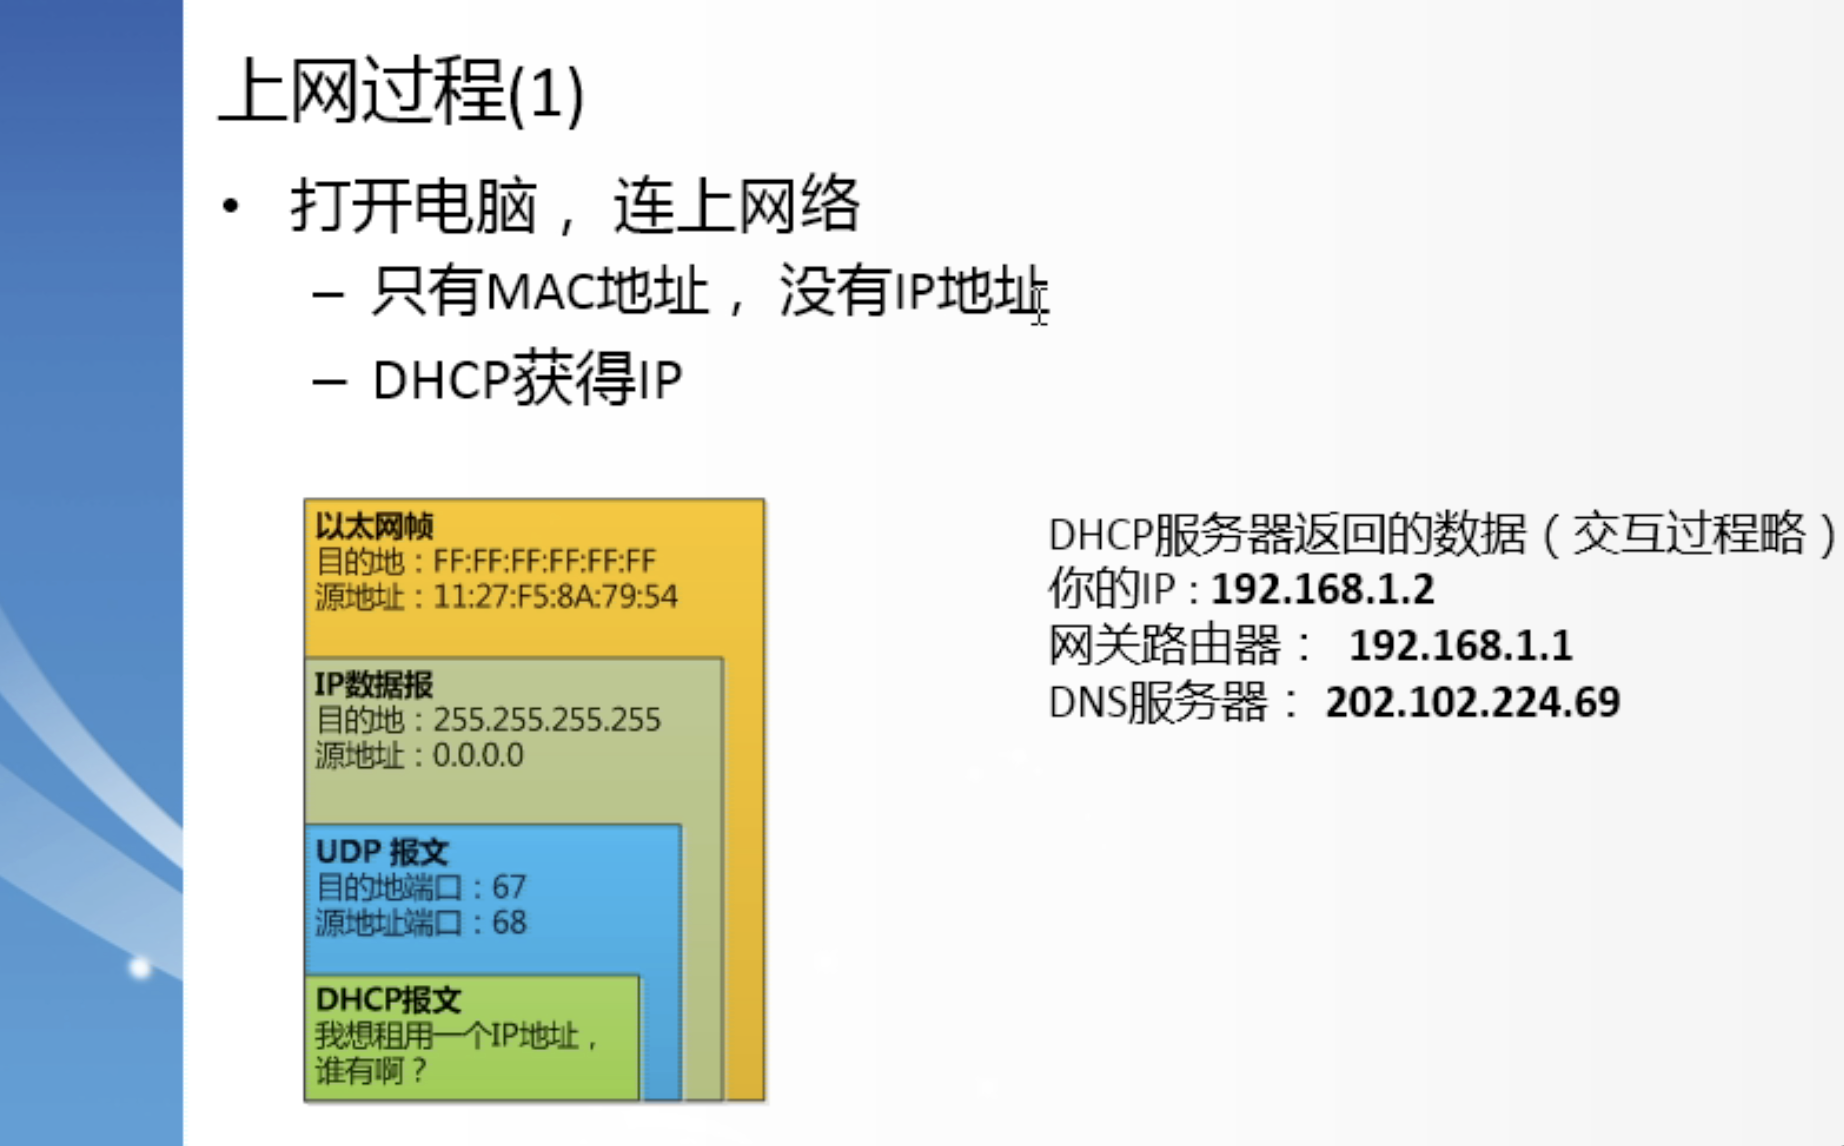 上网过程(1)
• 打开电脑，连上网络
– 只有MAC地址，没有IP地址
– DHCP获得IP
以太网帧
目的地：FF:FF:FF:FF:FF:FF
源地址：11:27:F5:8A:79:54
IP数据报
目的地：255.255.255.255
源地址：0.0.0.0
UDP 报文
目的地端口：67
源地址端口：68
DHCP报文
我想租用一个IP地址，
谁有啊？
DHCP服务器返回的数据（交互过程略）
你的IP：192.168.1.2
网关路由器： 192.168.1.1
DNS服务器： 202.102.224.69